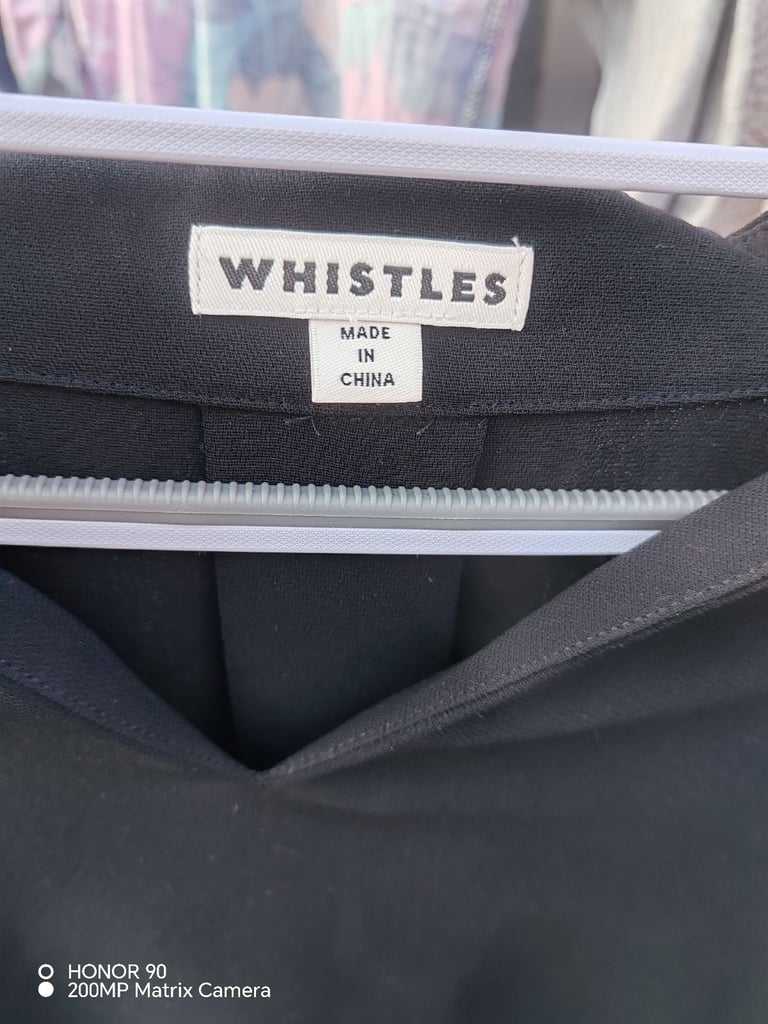 WHISTLES
MADE
IN
CHINA
HONOR 90
200MP Matrix Camera